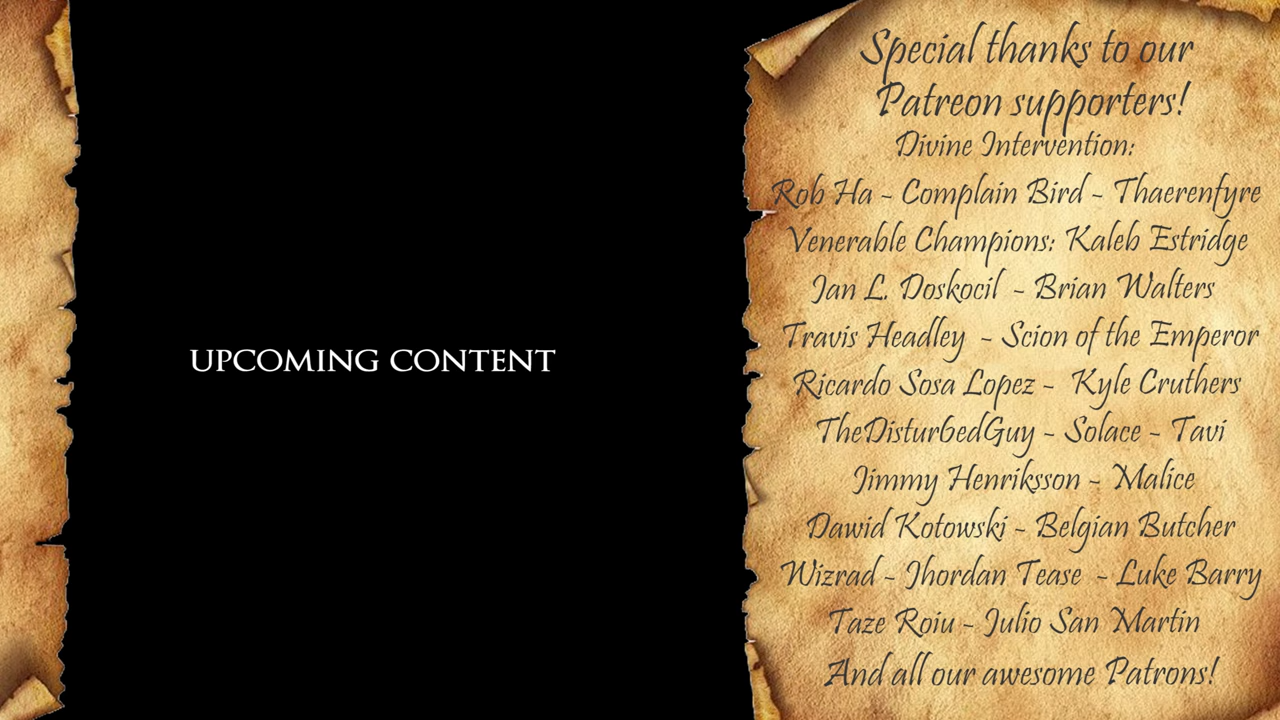 UPCOMING CONTENT
Special thanks to our
Patreon supporters!
Divine Intervention:
Rob Ha - Complain Bird - Thaerenfyre
Venerable Champions: Kaleb Estridge
Jan L. Doskocil - Brian Walters
Travis Headley - Scion of the Emperor
Ricardo Sosa Lopez - Kyle Cruthers
TheDisturbedGuy - Solace - Tavi
Jimmy Henriksson - Malice
Dawid Kotowski - Belgian Butcher
Wizrad - Jhordan Tease - Luke Barry
Taze Roiu - Julio San Martin
And all our awesome Patrons!